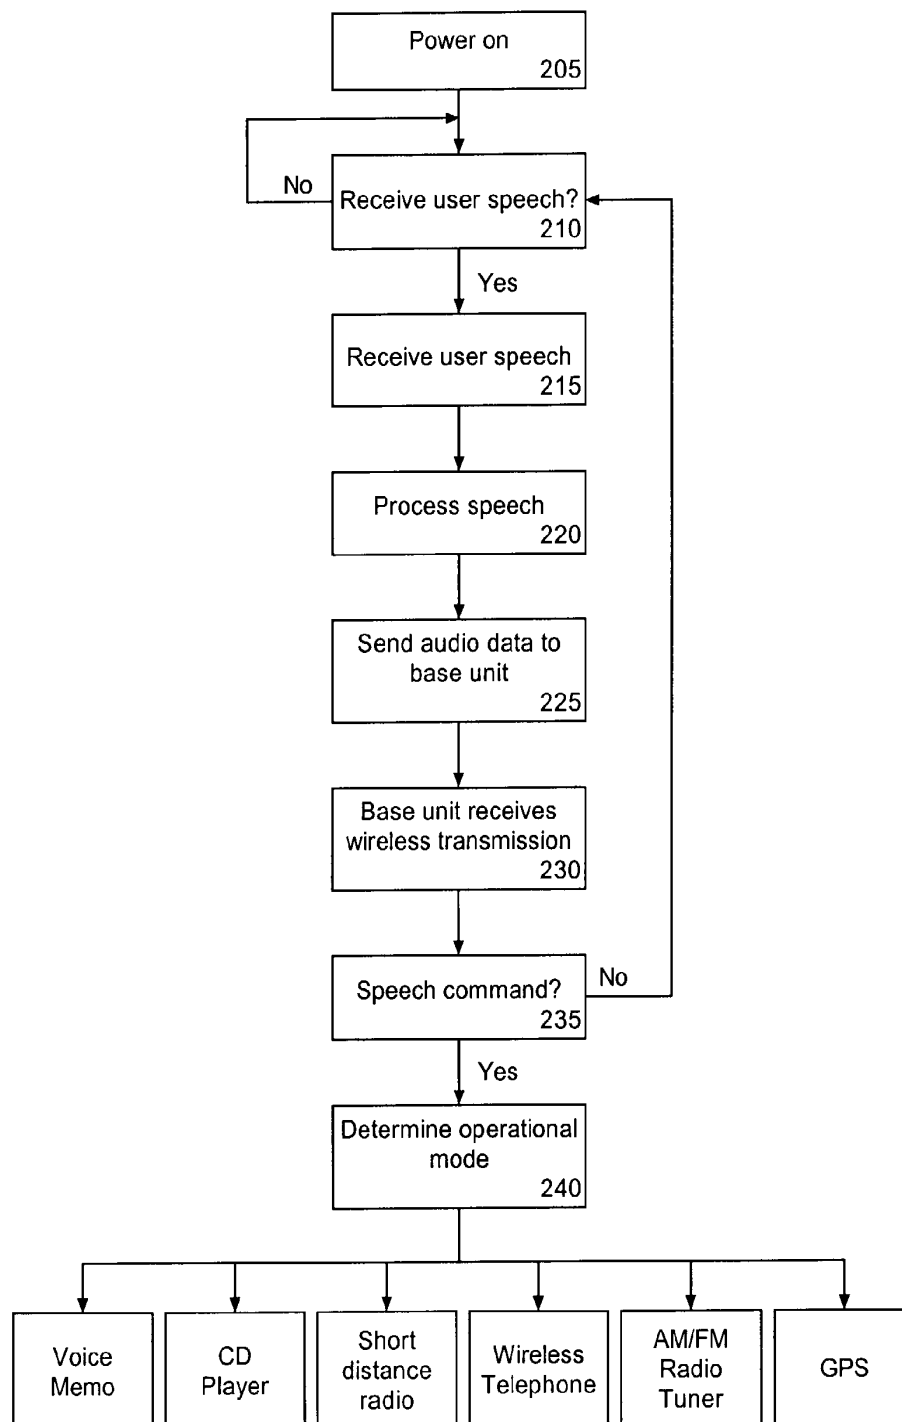 Power on
205
No
Receive user speech?
210
Yes
Receive user speech
215
Process speech
220
Send audio data to
base unit
225
Base unit receives
wireless transmission
230
Speech command?
235
No
Yes
Determine operational
mode
240
Voice
Memo
CD
Player
Short
distance
radio
Wireless
Telephone
AM/FM
Radio
Tuner
GPS